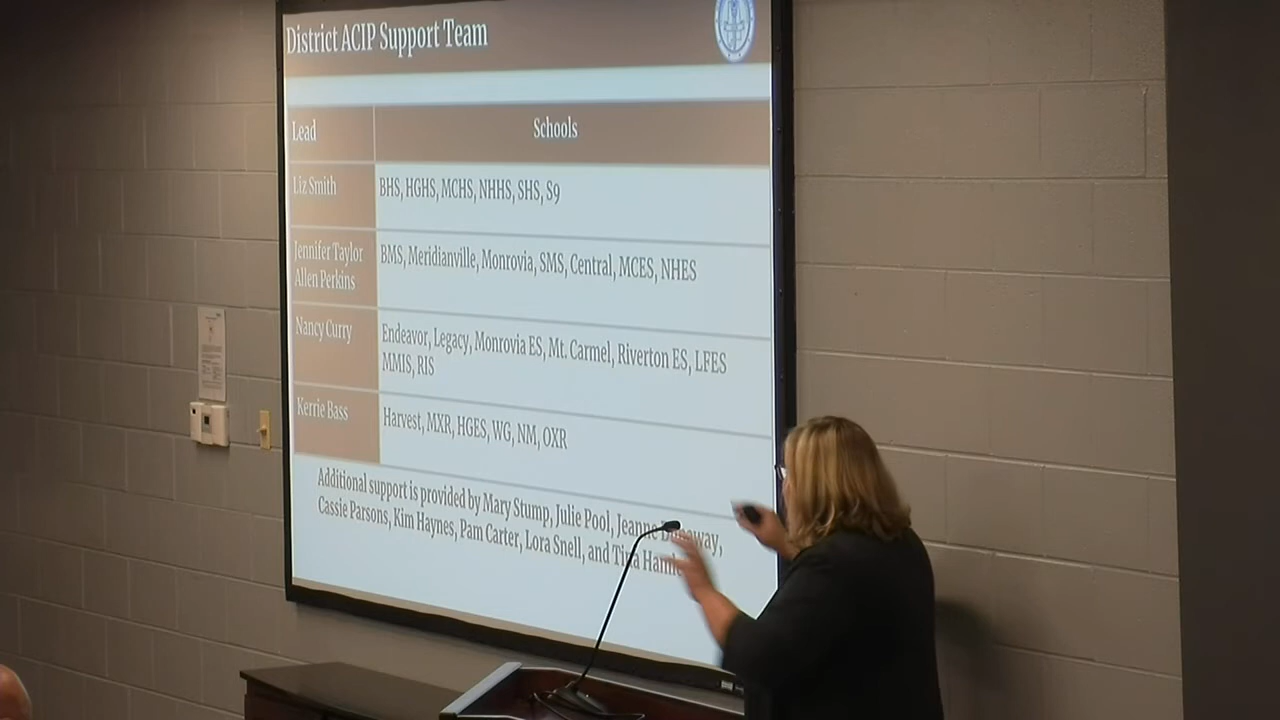 District ACIP Support Team
Lead
Schools
Liz Smith
BHS, HGHS, MCHS, NHHS, SHS, S9
Jennifer Taylor
Allen Perkins
BMS, Meridianville, Monrovia, SMS, Central, MCES, NHES
Nancy Curry
Endeavor, Legacy, Monrovia ES, Mt. Carmel, Riverton ES, LFES
MMIS, RIS
Kerrie Bass
Harvest, MXR, HGES, WG, NM, OXR
Additional support is provided by Mary Stump, Julie Pool, Jeanne
Cassie Parsons, Kim Haynes, Pam Carter, Lora Snell, and Tina